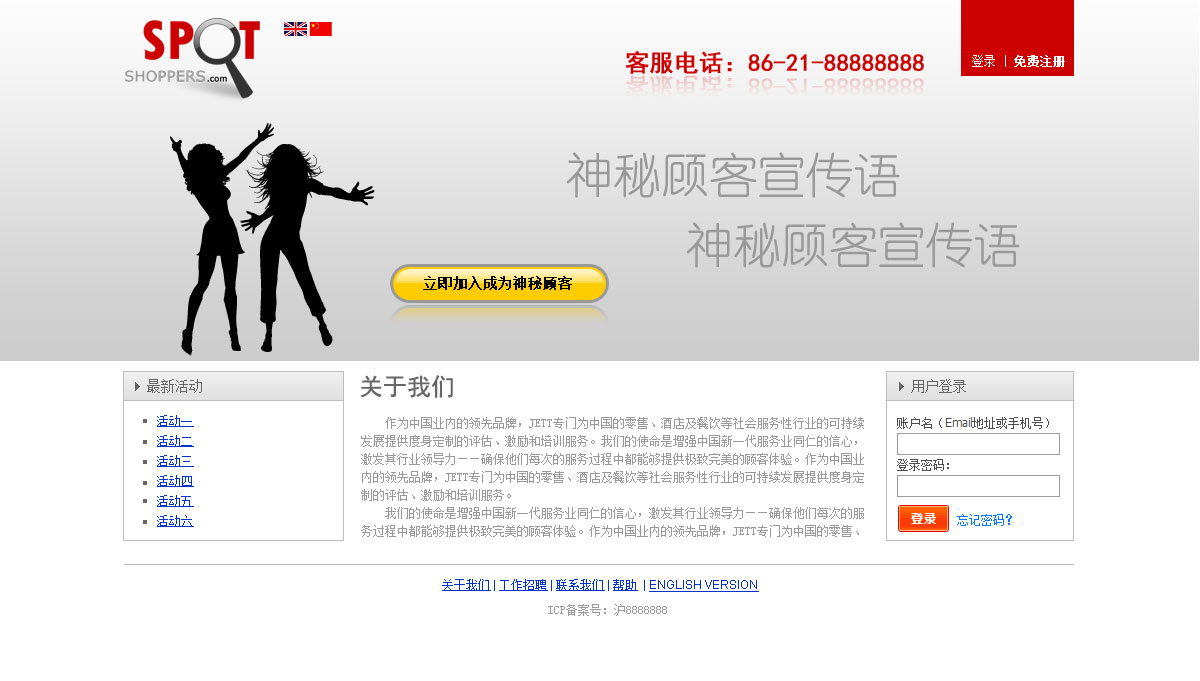 SPOT
SHOPPERS.com
客服电话：86-21-88888888
登录 | 免费注册
神秘顾客宣传语
神秘顾客宣传语
立即加入成为神秘顾客
最新活动
活动一
活动二
活动三
活动四
活动五
活动六
关于我们
作为中国业内的领先品牌，JETT专门为中国的零售、酒店及餐饮等社会服务性行业的可持续
发展提供度身定制的评估、激励和培训服务。我们的使命是增强中国新一代服务业同仁的信心，
激发其行业领导力－－确保他们每次的服务过程中都能够提供极致完美的顾客体验。作为中国业
内的领先品牌，JETT专门为中国的零售、酒店及餐饮等社会服务性行业的可持续发展提供度身定
制的评估、激励和培训服务。
我们的使命是增强中国新一代服务业同仁的信心，激发其行业领导力－－确保他们每次的服
务过程中都能够提供极致完美的顾客体验。作为中国业内的领先品牌，JETT专门为中国的零售、
用户登录
账户名（Email地址或手机号）
登录密码：
登录 忘记密码？
关于我们 | 工作招聘 | 联系我们 | 帮助 | ENGLISH VERSION
ICP备案号：沪8888888